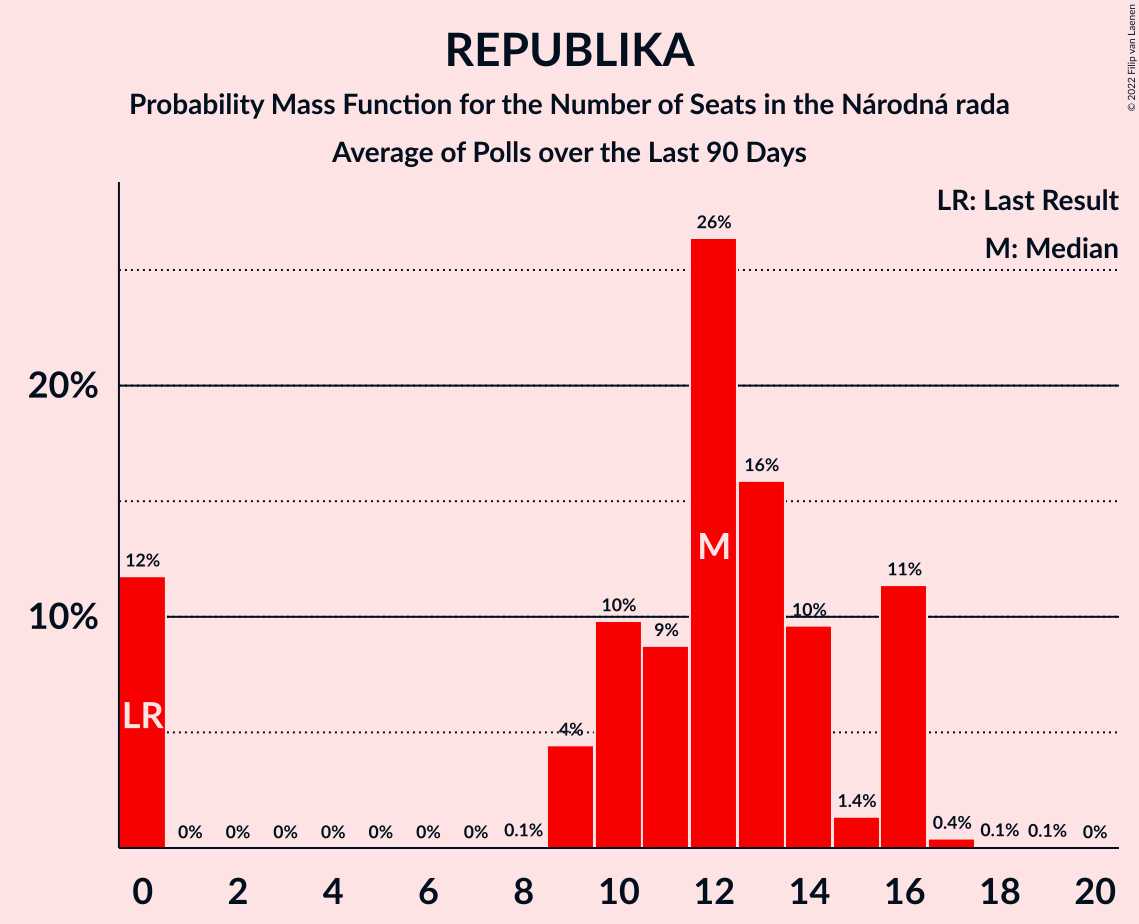 © 2022 Filip van Laenen
REPUBLIKA
Probability Mass Function for the Number of Seats in the Národná rada
Average of Polls over the Last 90 Days
LR: Last Result
M: Median
20%
10%
12%
0%
0%
0%
0%
0%
0%
0%
0.1%
4%
10%
9%
26%
16%
10%
1.4%
11%
0.4%
0.1%
0.1%
0%
LR
M
0 2 4 6 8 10 12 14 16 18 20